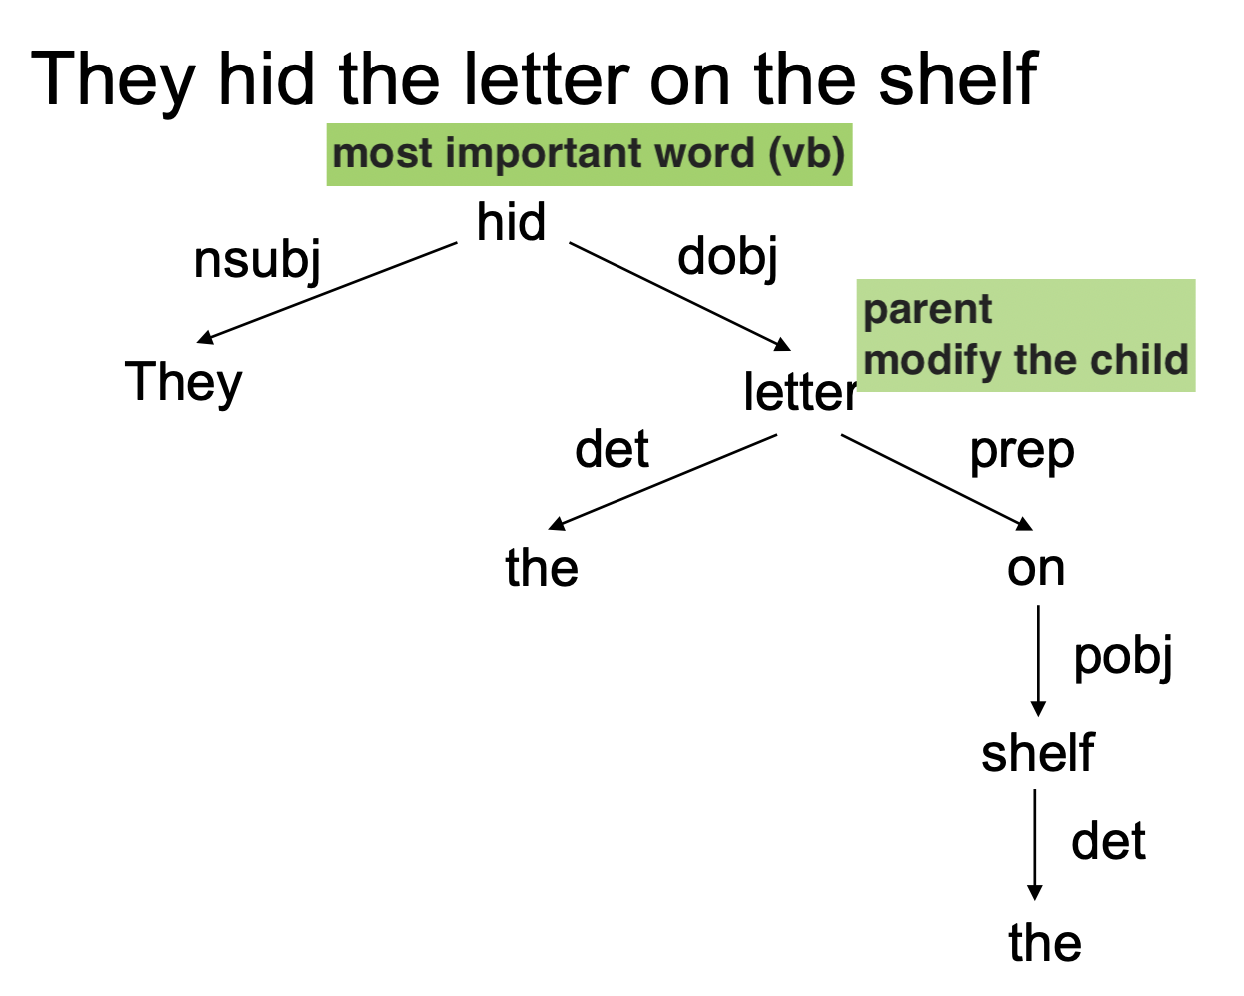 They hid the letter on the shelf
most important word (vb)
hid
nsubj
dobj
parent
modify the child
They
letter
det
prep
the
on
pobj
shelf
det
the